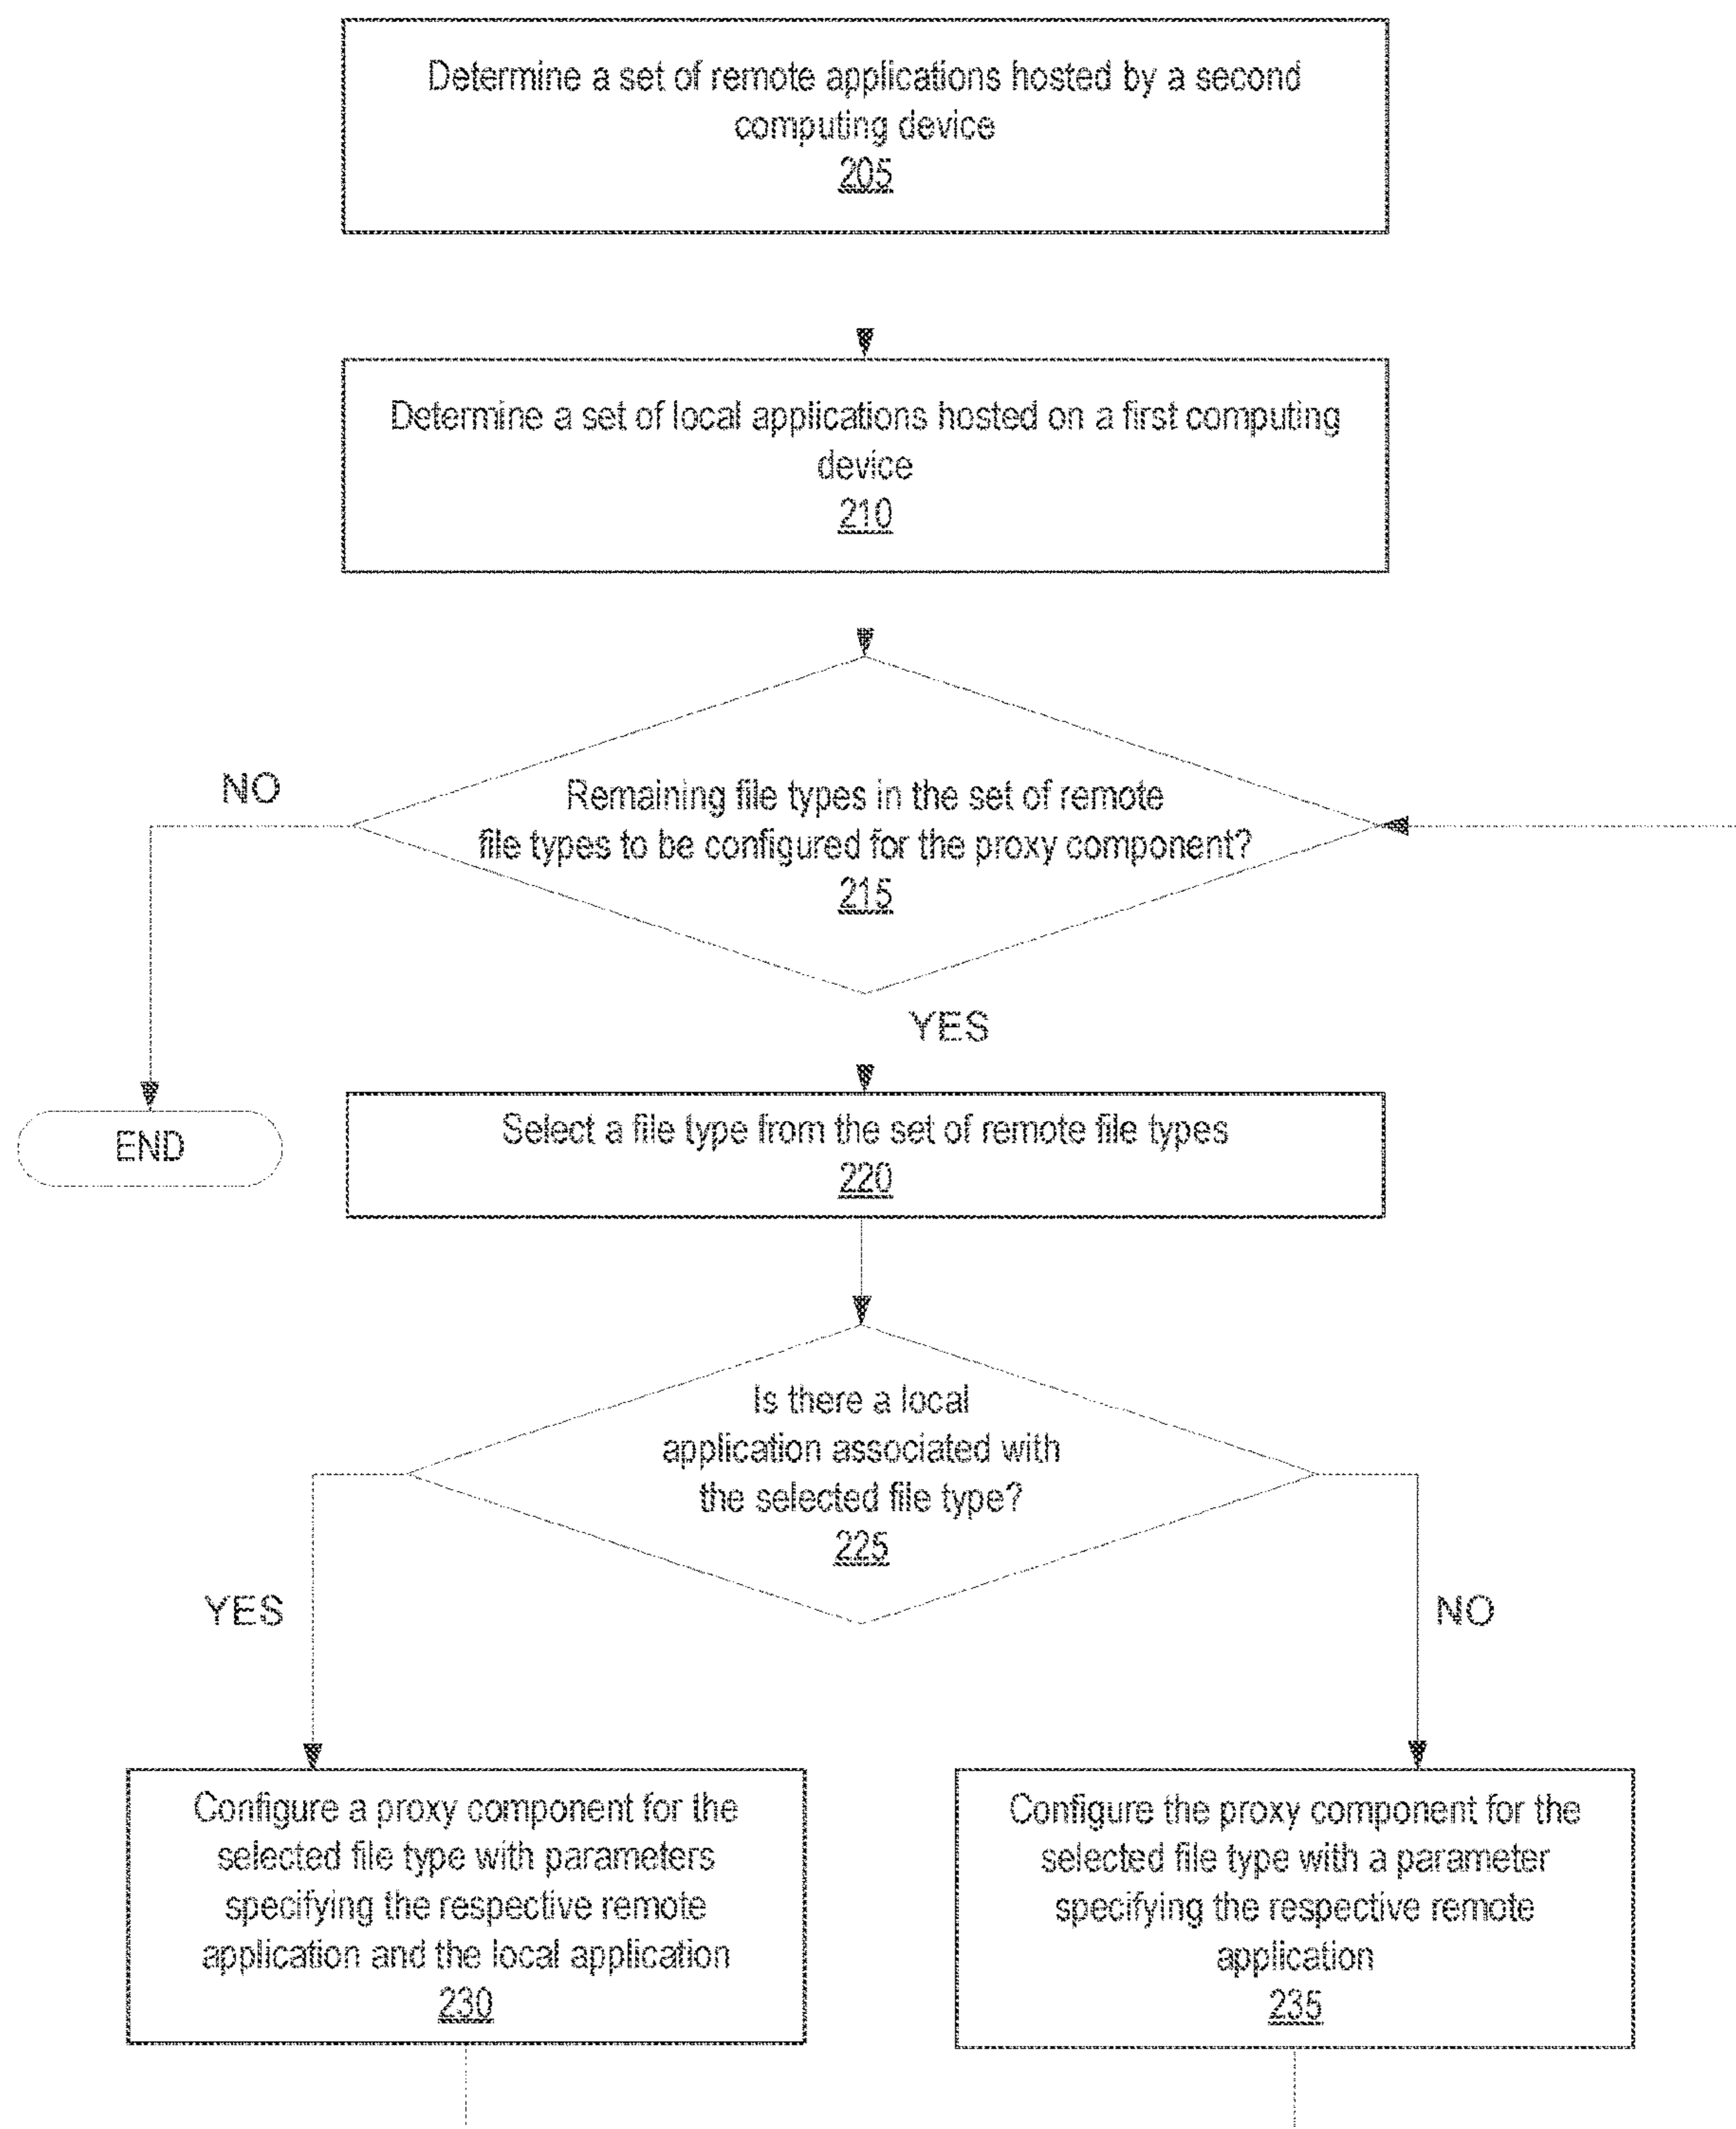 Determine a set of remote applications hosted by a second
computing device
205
Determine a set of local applications hosted on a first computing
device
210
NO
Remaining file types in the set of remote
file types to be configured for the proxy component?
215
YES
END
Select a file type from the set of remote file types
220
Is there a local
application associated with
the selected file type?
225
YES
NO
Configure a proxy component for the
selected file type with parameters
specifying the respective remote
application and the local application
230
Configure the proxy component for the
selected file type with a parameter
specifying the respective remote
application
235